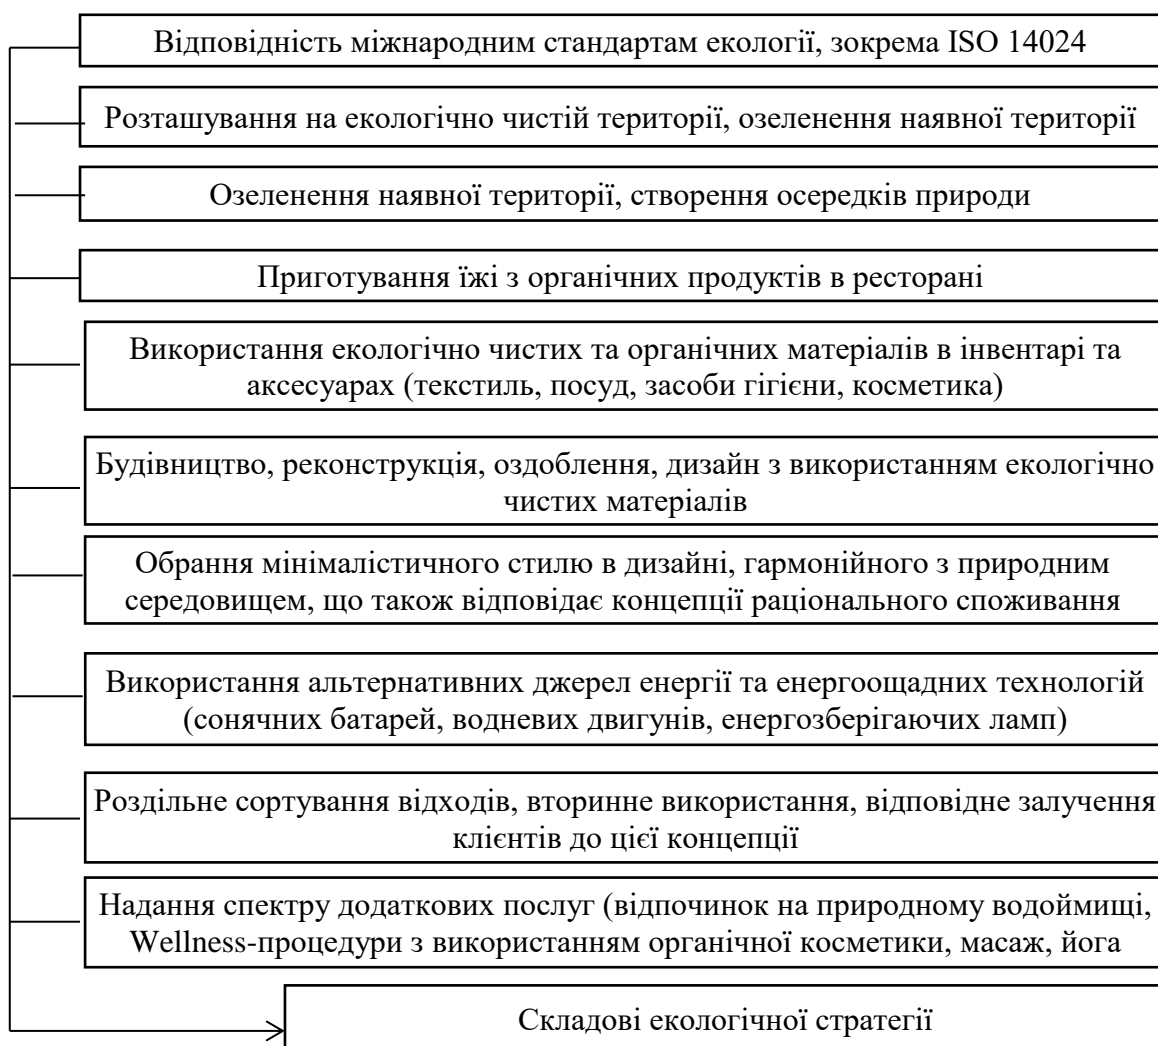 Відповідність міжнародним стандартам екології, зокрема ISO 14024
Розташування на екологічно чистій території, озеленення наявної території
Озеленення наявної території, створення осередків природи
Приготування їжі з органічних продуктів в ресторані
Використання екологічно чистих та органічних матеріалів в інвентарі та
аксесуарах (текстиль, посуд, засоби гігієни, косметика)
Будівництво, реконструкція, оздоблення, дизайн з використанням екологічно
чистих матеріалів
Обрання мінімалістичного стилю в дизайні, гармонійного з природним
середовищем, що також відповідає концепції раціонального споживання
Використання альтернативних джерел енергії та енергоощадних технологій
(сонячних батарей, водневих двигунів, енергозберігаючих ламп)
Роздільне сортування відходів, вторинне використання, відповідне залучення
клієнтів до цієї концепції
Надання спектру додаткових послуг (відпочинок на природному водоймищі,
Wellness-процедури з використанням органічної косметики, масаж, йога
Складові екологічної стратегії